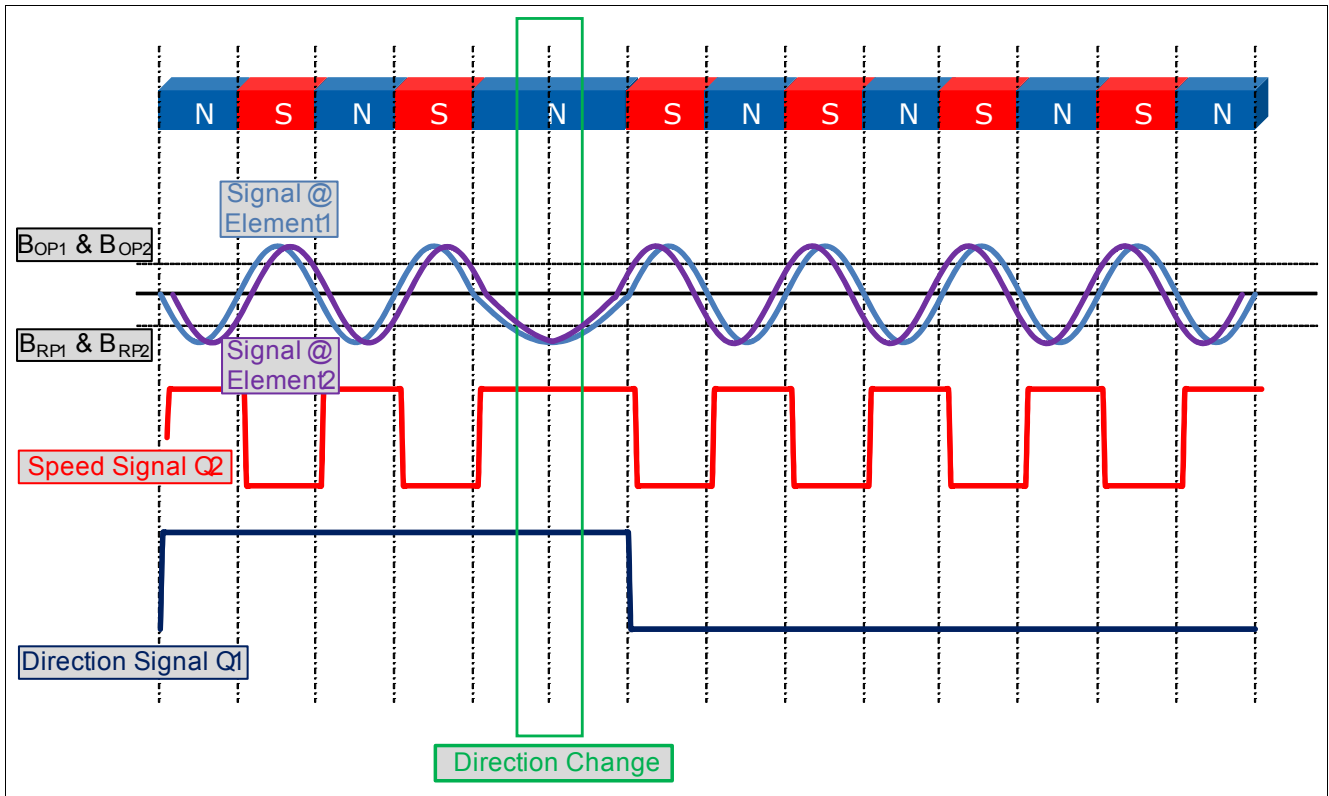 N S N S N S N S N S N S N
Signal @
Element1
BOP1 & BOP2
BRP1 & BRP2
Signal @
Element2
Speed Signal Q2
Direction Signal Q1
Direction Change